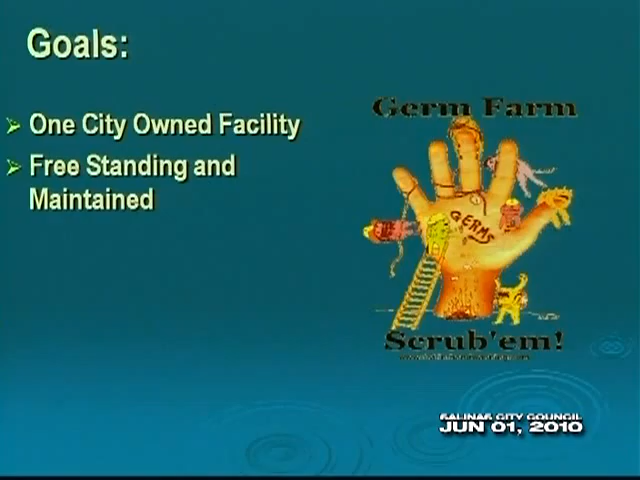 Goals:
One City Owned Facility
Free Standing and
Maintained
Germ Farm
GERMS
Scrub'em!
SALINAS CITY COUNCIL
JUN 01, 2010